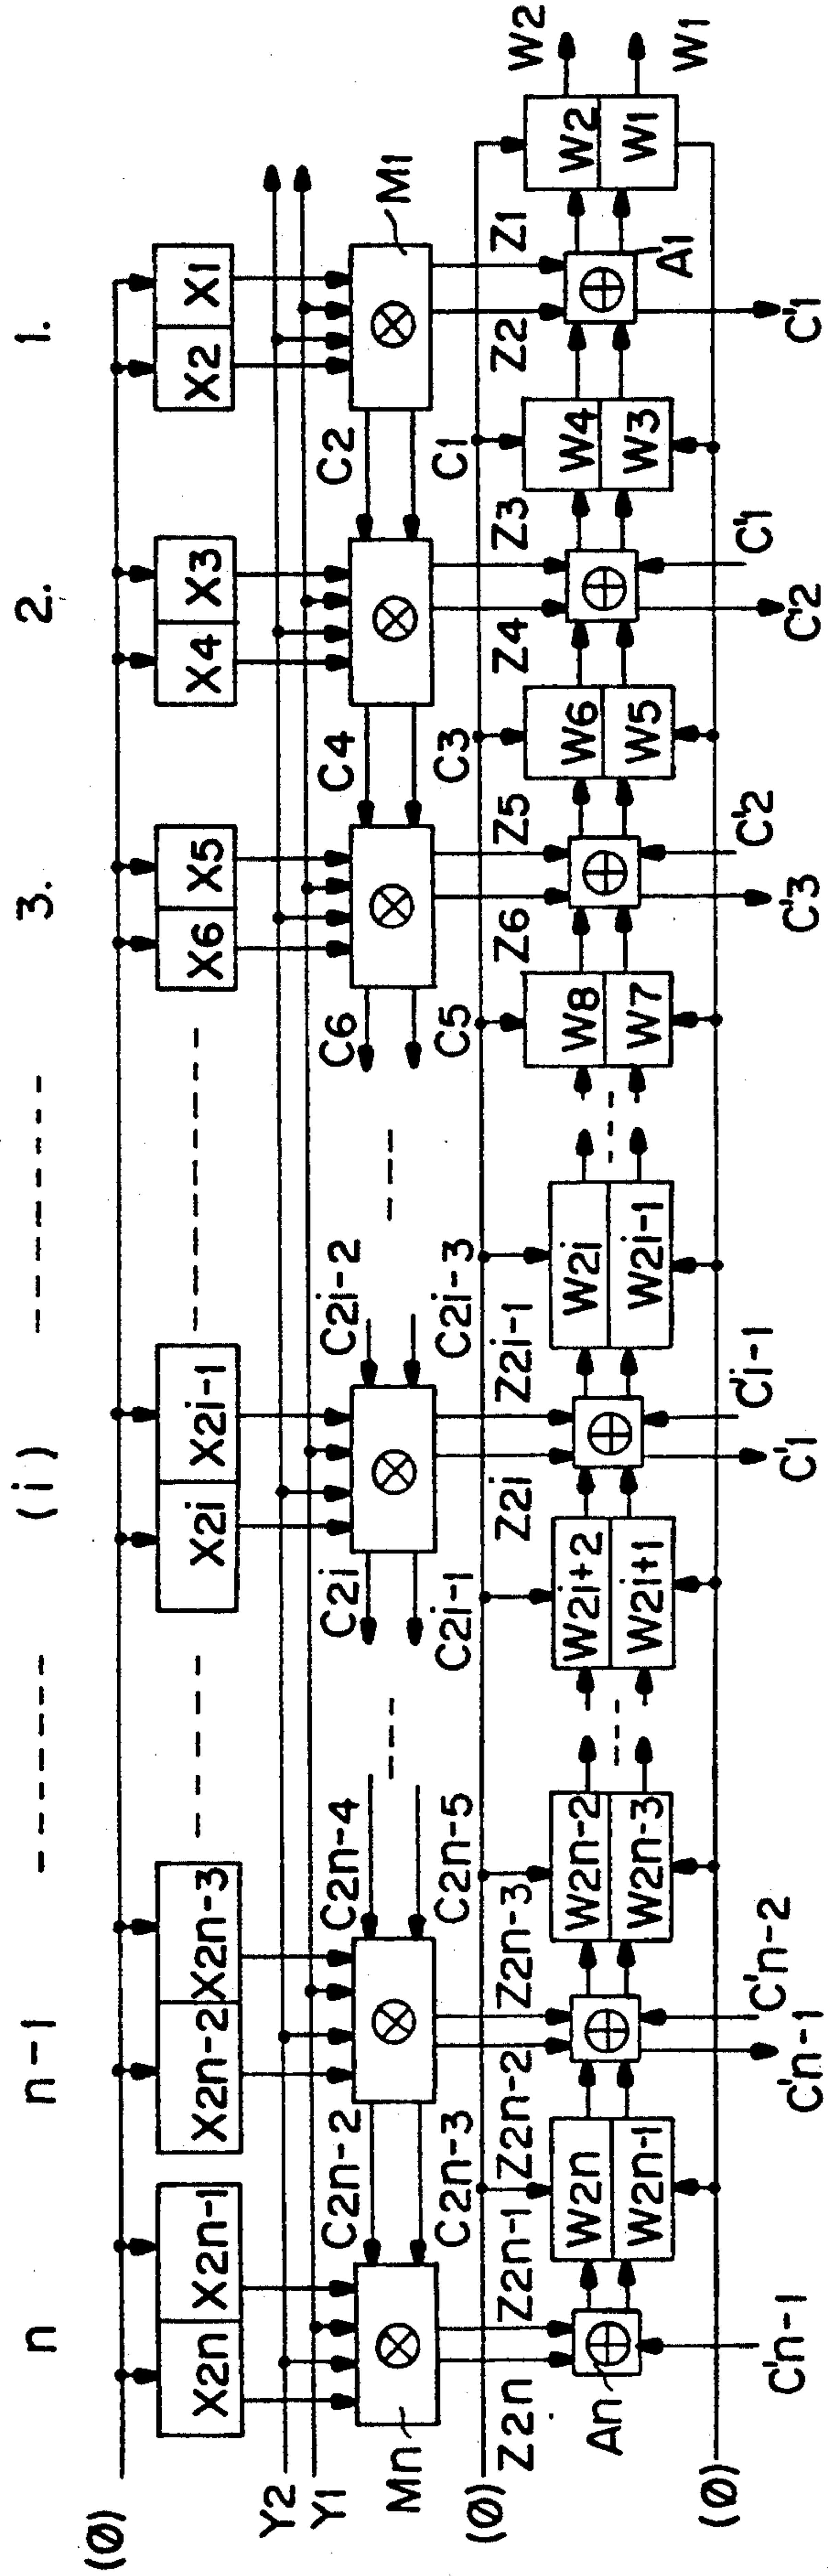 n n-1 (i) 3. 2. 1.
X2n X2n-1 X2n-2 X2n-3 X2i X2i-1 X6 X5 X4 X3 X2 X1
(Ø)
Y2
Y1
Mn
M1
C2n-2 C2n-4 C2i C2i-2 C6 C4 C2
C2n-3 C2n-5 C2i-1 C2i-3 C5 C3 C1
(Ø)
Z2n Z2n-1 Z2n-2 Z2n-3 Z2i Z2i-1 Z6 Z5 Z4 Z3 Z2 Z1
W2n W2n-2 W2i+2 W2i W8 W6 W4 W2 W2
W2n-1 W2n-3 W2i+1 W2i-1 W7 W5 W3 W1 W1
An
A1
(Ø)
C'n-1 C'n-1 C'n-2 C'1 C'i-1 C'3 C'2 C'2 C'1 C'1